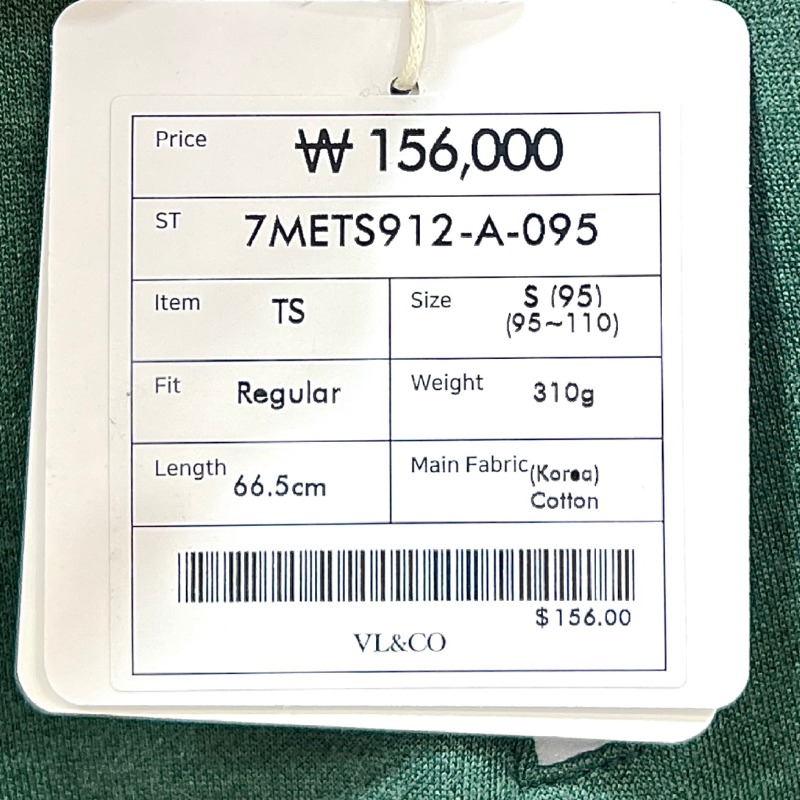 Price ₩ 156,000
ST 7METS912-A-095
Item TS
Size S (95)
(95~110)
Fit Regular
Weight 310g
Length 66.5cm
Main Fabric (Korea)
Cotton
$156.00
VL&CO